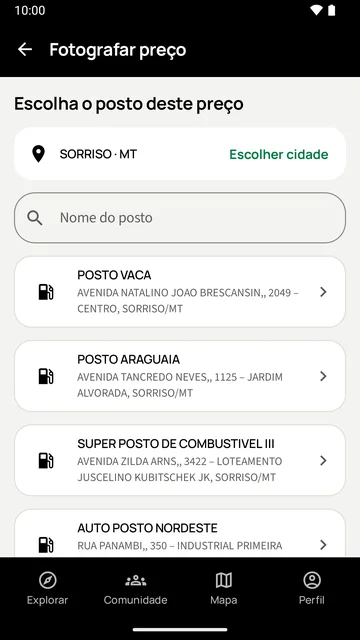 10:00
Fotografar preço
Escolha o posto deste preço
SORRISO · MT
Escolher cidade
Nome do posto
POSTO VACA
AVENIDA NATALINO JOAO BRESCANSIN,, 2049 –
CENTRO, SORRISO/MT
POSTO ARAGUAIA
AVENIDA TANCREDO NEVES,, 1125 – JARDIM
ALVORADA, SORRISO/MT
SUPER POSTO DE COMBUSTIVEL III
AVENIDA ZILDA ARNS,, 3422 – LOTEAMENTO
JUSCELINO KUBITSCHEK JK, SORRISO/MT
AUTO POSTO NORDESTE
RUA PANAMBI,, 350 – INDUSTRIAL PRIMEIRA
Explorar
Comunidade
Mapa
Perfil